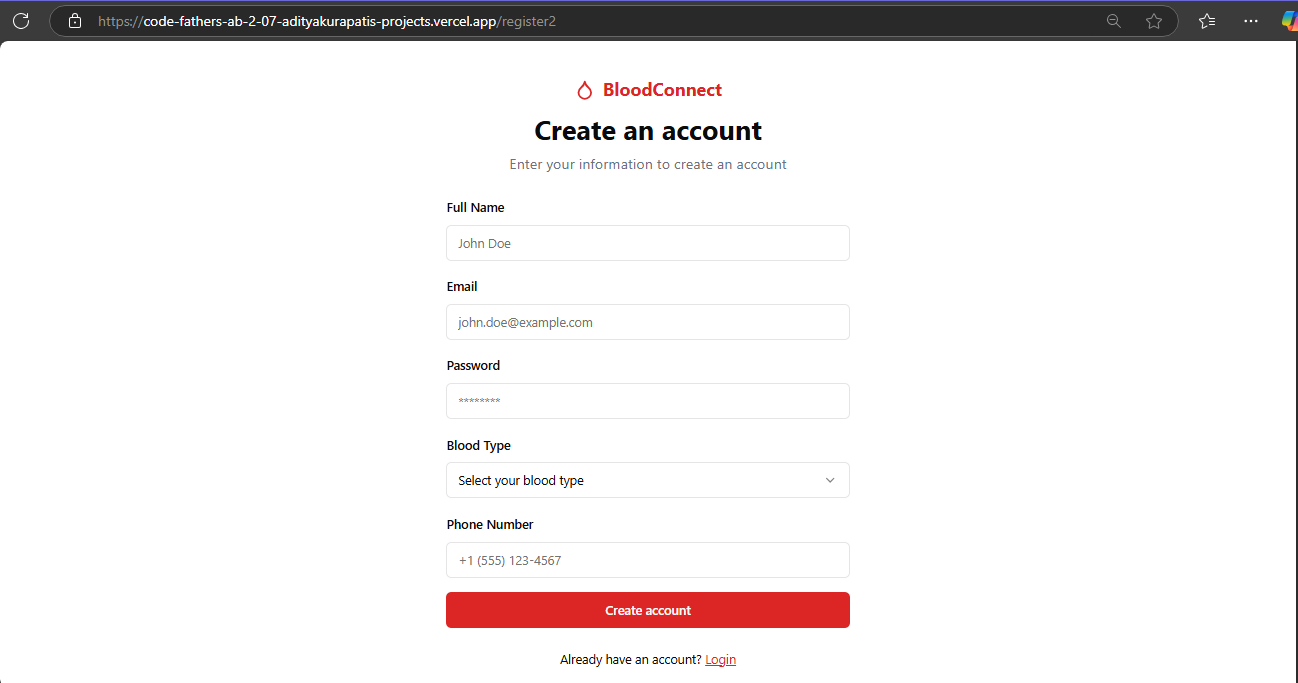 https://code-fathers-ab-2-07-adityakurapatis-projects.vercel.app/register2
BloodConnect
Create an account
Enter your information to create an account
Full Name
John Doe
Email
john.doe@example.com
Password
********
Blood Type
Select your blood type
Phone Number
+1 (555) 123-4567
Create account
Already have an account? Login